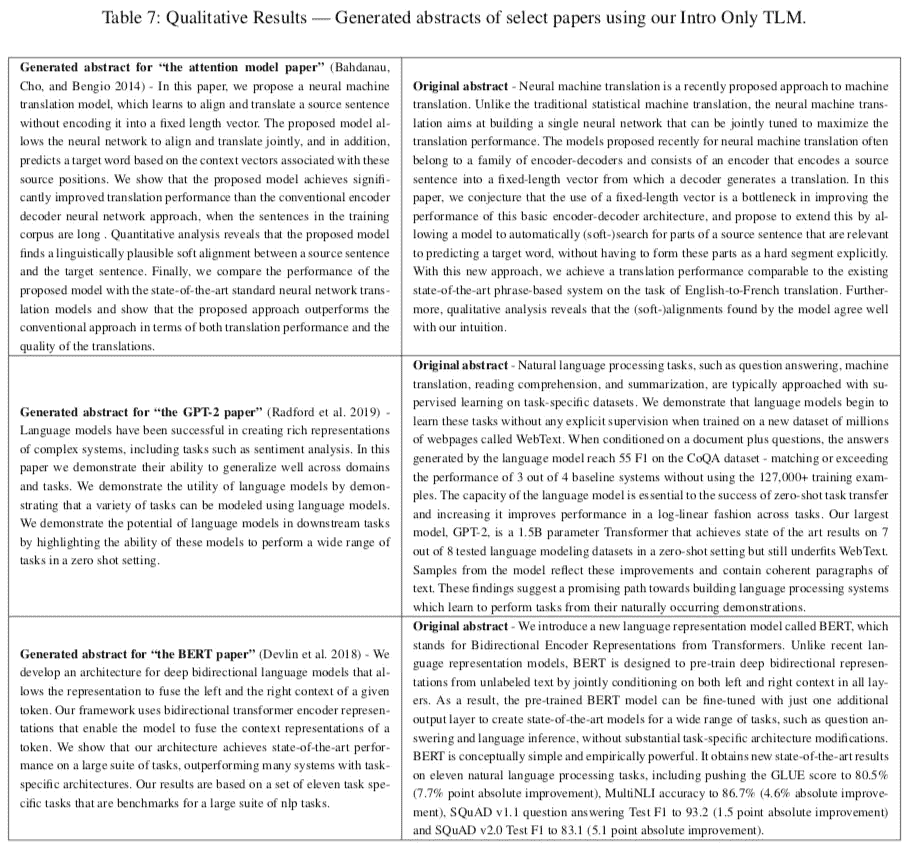 Table 7: Qualitative Results — Generated abstracts of select papers using our Intro Only TLM.
Generated abstract for “the attention model paper” (Bahdanau,
Cho, and Bengio 2014) - In this paper, we propose a neural machine
translation model, which learns to align and translate a source sentence
without encoding it into a fixed length vector. The proposed model al-
lows the neural network to align and translate jointly, and in addition,
predicts a target word based on the context vectors associated with these
source positions. We show that the proposed model achieves signifi-
cantly improved translation performance than the conventional encoder
decoder neural network approach, when the sentences in the training
corpus are long . Quantitative analysis reveals that the proposed model
finds a linguistically plausible soft alignment between a source sentence
and the target sentence. Finally, we compare the performance of the
proposed model with the state-of-the-art standard neural network trans-
lation models and show that the proposed approach outperforms the
conventional approach in terms of both translation performance and the
quality of the translations.
Original abstract - Neural machine translation is a recently proposed approach to machine
translation. Unlike the traditional statistical machine translation, the neural machine trans-
lation aims at building a single neural network that can be jointly tuned to maximize the
translation performance. The models proposed recently for neural machine translation often
belong to a family of encoder-decoders and consists of an encoder that encodes a source
sentence into a fixed-length vector from which a decoder generates a translation. In this
paper, we conjecture that the use of a fixed-length vector is a bottleneck in improving the
performance of this basic encoder-decoder architecture, and propose to extend this by al-
lowing a model to automatically (soft-)search for parts of a source sentence that are relevant
to predicting a target word, without having to form these parts as a hard segment explicitly.
With this new approach, we achieve a translation performance comparable to the existing
state-of-the-art phrase-based system on the task of English-to-French translation. Further-
more, qualitative analysis reveals that the (soft-)alignments found by the model agree well
with our intuition.
Generated abstract for “the GPT-2 paper” (Radford et al. 2019) -
Language models have been successful in creating rich representations
of complex systems, including tasks such as sentiment analysis. In this
paper we demonstrate their ability to generalize well across domains
and tasks. We demonstrate the utility of language models by demon-
strating that a variety of tasks can be modeled using language models.
We demonstrate the potential of language models in downstream tasks
by highlighting the ability of these models to perform a wide range of
tasks in a zero shot setting.
Original abstract - Natural language processing tasks, such as question answering, machine
translation, reading comprehension, and summarization, are typically approached with su-
pervised learning on task-specific datasets. We demonstrate that language models begin to
learn these tasks without any explicit supervision when trained on a new dataset of millions
of webpages called WebText. When conditioned on a document plus questions, the answers
generated by the language model reach 55 F1 on the CoQA dataset - matching or exceeding
the performance of 3 out of 4 baseline systems without using the 127,000+ training exam-
ples. The capacity of the language model is essential to the success of zero-shot task transfer
and increasing it improves performance in a log-linear fashion across tasks. Our largest
model, GPT-2, is a 1.5B parameter Transformer that achieves state of the art results on 7
out of 8 tested language modeling datasets in a zero-shot setting but still underfits WebText.
Samples from the model reflect these improvements and contain coherent paragraphs of
text. These findings suggest a promising path towards building language processing systems
which learn to perform tasks from their naturally occurring demonstrations.
Generated abstract for “the BERT paper” (Devlin et al. 2018) - We
develop an architecture for deep bidirectional language models that al-
lows the representation to fuse the left and the right context of a given
token. Our framework uses bidirectional transformer encoder represen-
tations that enable the model to fuse the context representations of a
token. We show that our architecture achieves state-of-the-art perfor-
mance on a large suite of tasks, outperforming many systems with task-
specific architectures. Our results are based on a set of eleven task spe-
cific tasks that are benchmarks for a large suite of nlp tasks.
Original abstract - We introduce a new language representation model called BERT, which
stands for Bidirectional Encoder Representations from Transformers. Unlike recent lan-
guage representation models, BERT is designed to pre-train deep bidirectional represen-
tations from unlabeled text by jointly conditioning on both left and right context in all lay-
ers. As a result, the pre-trained BERT model can be fine-tuned with just one additional
output layer to create state-of-the-art models for a wide range of tasks, such as question an-
swering and language inference, without substantial task-specific architecture modifications.
BERT is conceptually simple and empirically powerful. It obtains new state-of-the-art results
on eleven natural language processing tasks, including pushing the GLUE score to 80.5%
(7.7% point absolute improvement), MultiNLI accuracy to 86.7% (4.6% absolute improve-
ment), SQuAD v1.1 question answering Test F1 to 93.2 (1.5 point absolute improvement)
and SQuAD v2.0 Test F1 to 83.1 (5.1 point absolute improvement).